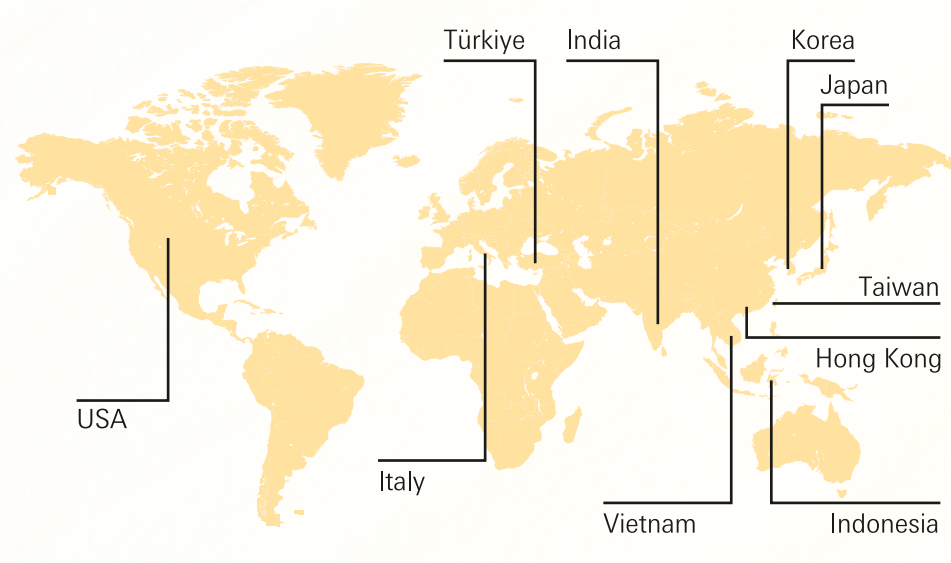 Türkiye
India
Korea
Japan
Taiwan
Hong Kong
USA
Italy
Vietnam
Indonesia